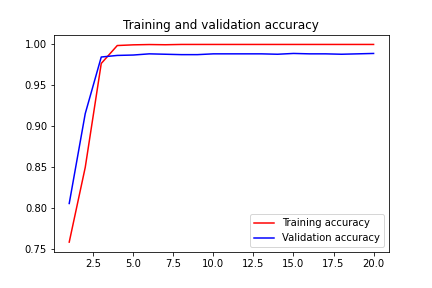 Training and validation accuracy
1.00
0.95
0.90
0.85
0.80
0.75
Training accuracy
Validation accuracy
2.5 5.0 7.5 10.0 12.5 15.0 17.5 20.0